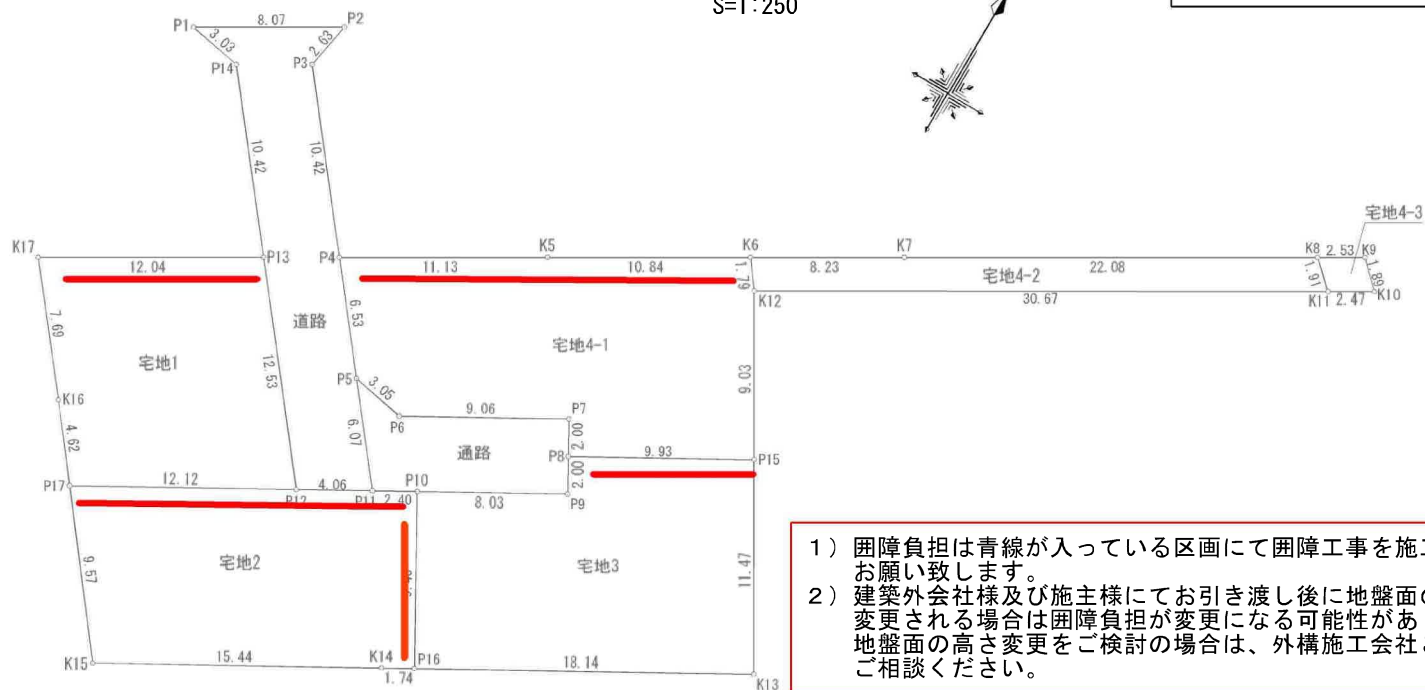 S=1:250
P1
8.07
P2
3.03
2.63
P14
P3
10.42
10.42
宅地4-3
K17
P13
P4
K5
K6
K7
K8
2.53
K9
12.04
11.13
10.84
1.79
8.23
宅地4-2
22.08
1.91
1.89
K12
30.67
K11
2.47
K10
7.69
道路
6.53
宅地4-1
宅地1
12.53
9.03
P5
3.05
K16
9.06
P7
P6
4.62
6.07
2.00
通路
P8
9.93
P15
P17
12.12
4.06
P10
2.00
P12
P11
2.40
8.03
P9
9.57
宅地2
宅地3
11.47
K15
15.44
K14
P16
18.14
1.74
K13
1）囲障負担は青線が入っている区画にて囲障工事を施
お願い致します。
2）建築外会社様及び施主様にてお引き渡し後に地盤面の
変更される場合は囲障負担が変更になる可能性があ
地盤面の高さ変更をご検討の場合は、外構施工会社
ご相談ください。